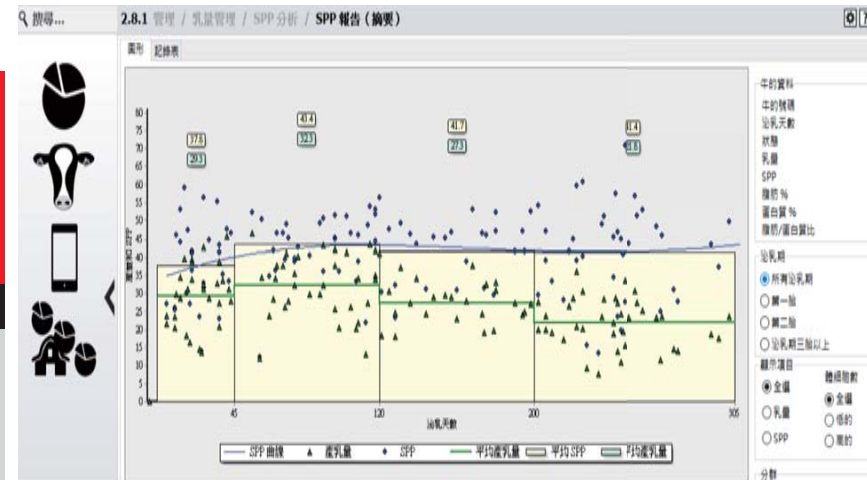 搜尋...
2.8.1 管理 / 乳量管理 / SPP 分析 / SPP 報告 ( 摘要 )
圖形 記錄表
產量和 SPP
80
75
70
65
60
55
50
45
40
35
30
25
20
15
10
5
0
37.8
29.3
43.4
32.3
41.7
27.3
45
120
200
305
泌乳天數
SPP 曲線 產乳量 SPP 平均產乳量 平均 SPP 平均產乳量
牛的資料
牛的號碼
泌乳天數
狀態
乳量
SPP
脂肪 %
蛋白質 %
脂肪/蛋白質比
泌乳期
所有泌乳期
第一胎
第二胎
泌乳期三胎以上
顯示項目
全選
乳量
SPP
體細胞數
全選
低的
高的
分群